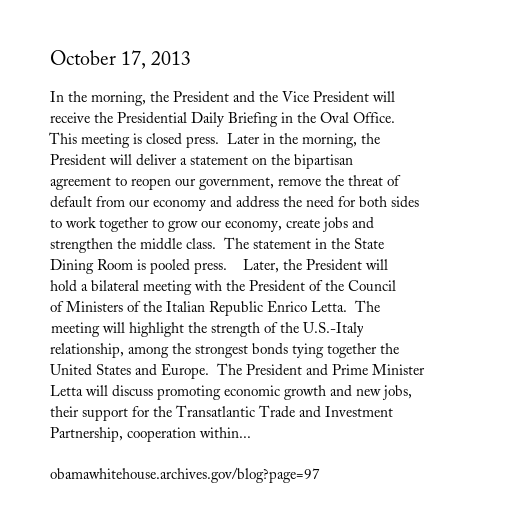 October 17, 2013
In the morning, the President and the Vice President will
receive the Presidential Daily Briefing in the Oval Office.
This meeting is closed press.  Later in the morning, the
President will deliver a statement on the bipartisan
agreement to reopen our government, remove the threat of
default from our economy and address the need for both sides
to work together to grow our economy, create jobs and
strengthen the middle class.  The statement in the State
Dining Room is pooled press.    Later, the President will
hold a bilateral meeting with the President of the Council
of Ministers of the Italian Republic Enrico Letta.  The
meeting will highlight the strength of the U.S.-Italy
relationship, among the strongest bonds tying together the
United States and Europe.  The President and Prime Minister
Letta will discuss promoting economic growth and new jobs,
their support for the Transatlantic Trade and Investment
Partnership, cooperation within...
obamawhitehouse.archives.gov/blog?page=97